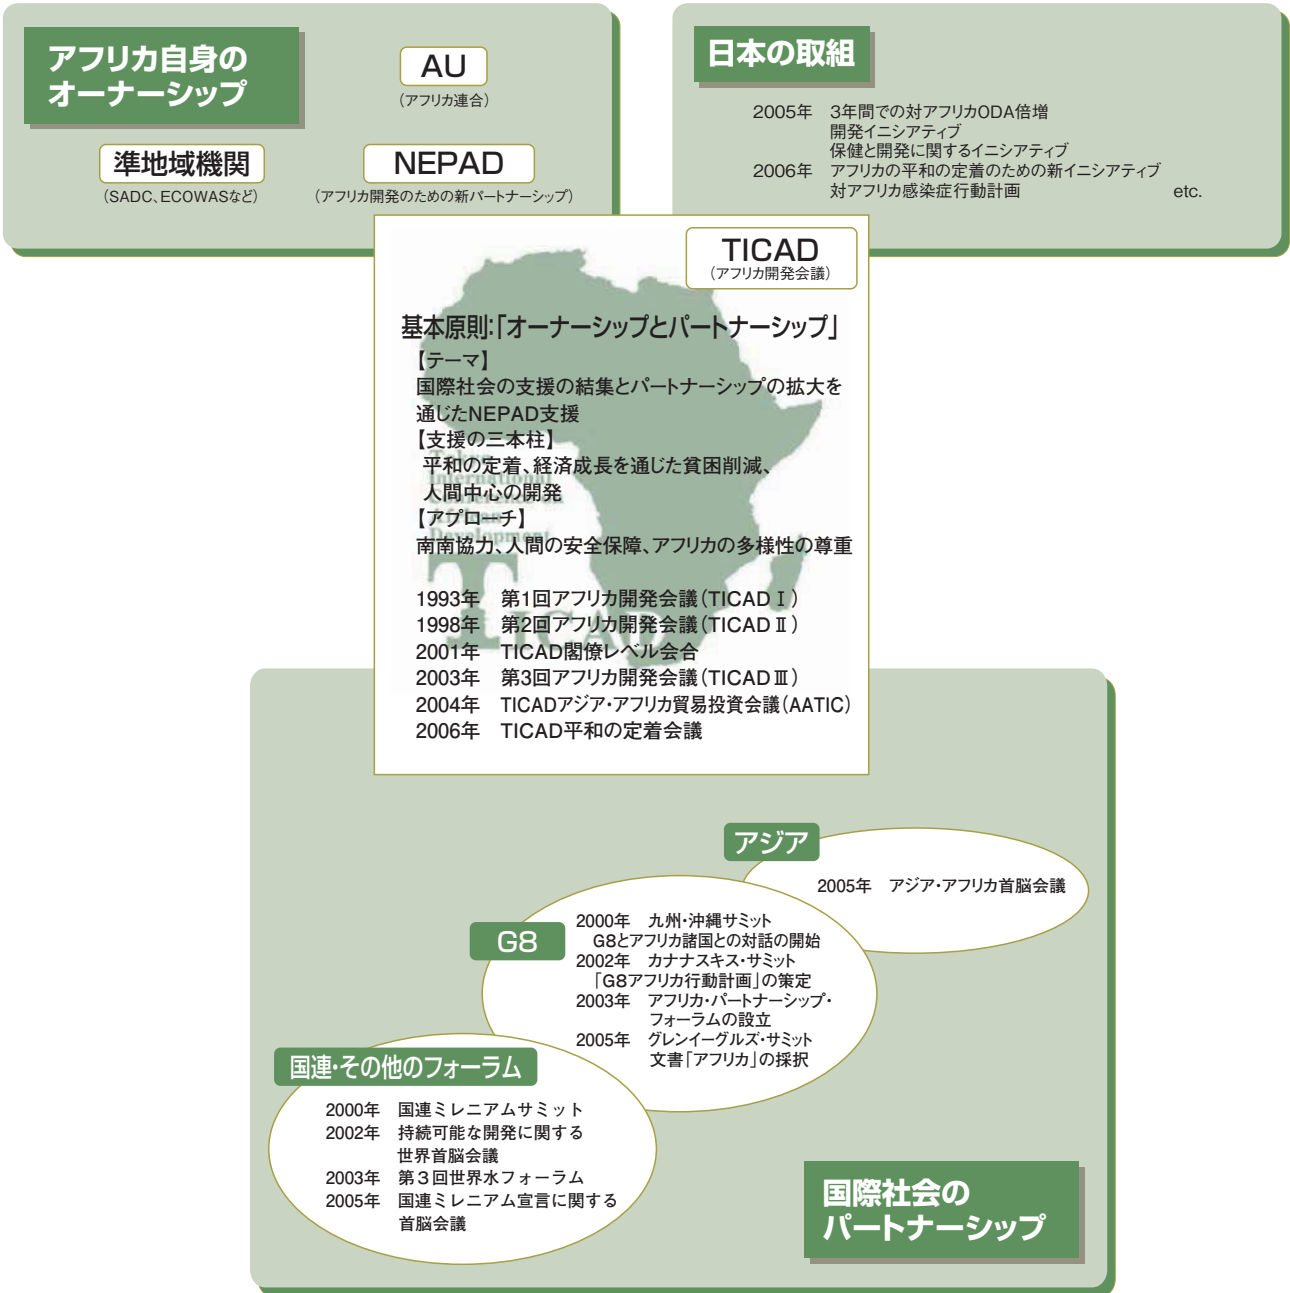 アフリカ自身の
オーナーシップ
AU
（アフリカ連合）
準地域機関
（SADC、ECOWASなど）
NEPAD
（アフリカ開発のための新パートナーシップ）
日本の取組
2005年 3年間での対アフリカODA倍増
開発イニシアティブ
保健と開発に関するイニシアティブ
2006年 アフリカの平和の定着のための新イニシアティブ
対アフリカ感染症行動計画 etc.
TICAD
（アフリカ開発会議）
基本原則：「オーナーシップとパートナーシップ」
【テーマ】
国際社会の支援の結集とパートナーシップの拡大を
通じたNEPAD支援
【支援の三本柱】
平和の定着、経済成長を通じた貧困削減、
人間中心の開発
【アプローチ】
南南協力、人間の安全保障、アフリカの多様性の尊重
1993年 第1回アフリカ開発会議（TICADⅠ）
1998年 第2回アフリカ開発会議（TICADⅡ）
2001年 TICAD閣僚レベル会合
2003年 第3回アフリカ開発会議（TICADⅢ）
2004年 TICADアジア・アフリカ貿易投資会議（AATIC）
2006年 TICAD平和の定着会議
Tokyo
International
Conference on
African
Development
TICAD
アジア
2005年 アジア・アフリカ首脳会議
G8
2000年 九州・沖縄サミット
G8とアフリカ諸国との対話の開始
2002年 カナナスキス・サミット
「G8アフリカ行動計画」の策定
2003年 アフリカ・パートナーシップ・
フォーラムの設立
2005年 グレンイーグルズ・サミット
文書「アフリカ」の採択
国連・その他のフォーラム
2000年 国連ミレニアムサミット
2002年 持続可能な開発に関する
世界首脳会議
2003年 第３回世界水フォーラム
2005年 国連ミレニアム宣言に関する
首脳会議
国際社会の
パートナーシップ